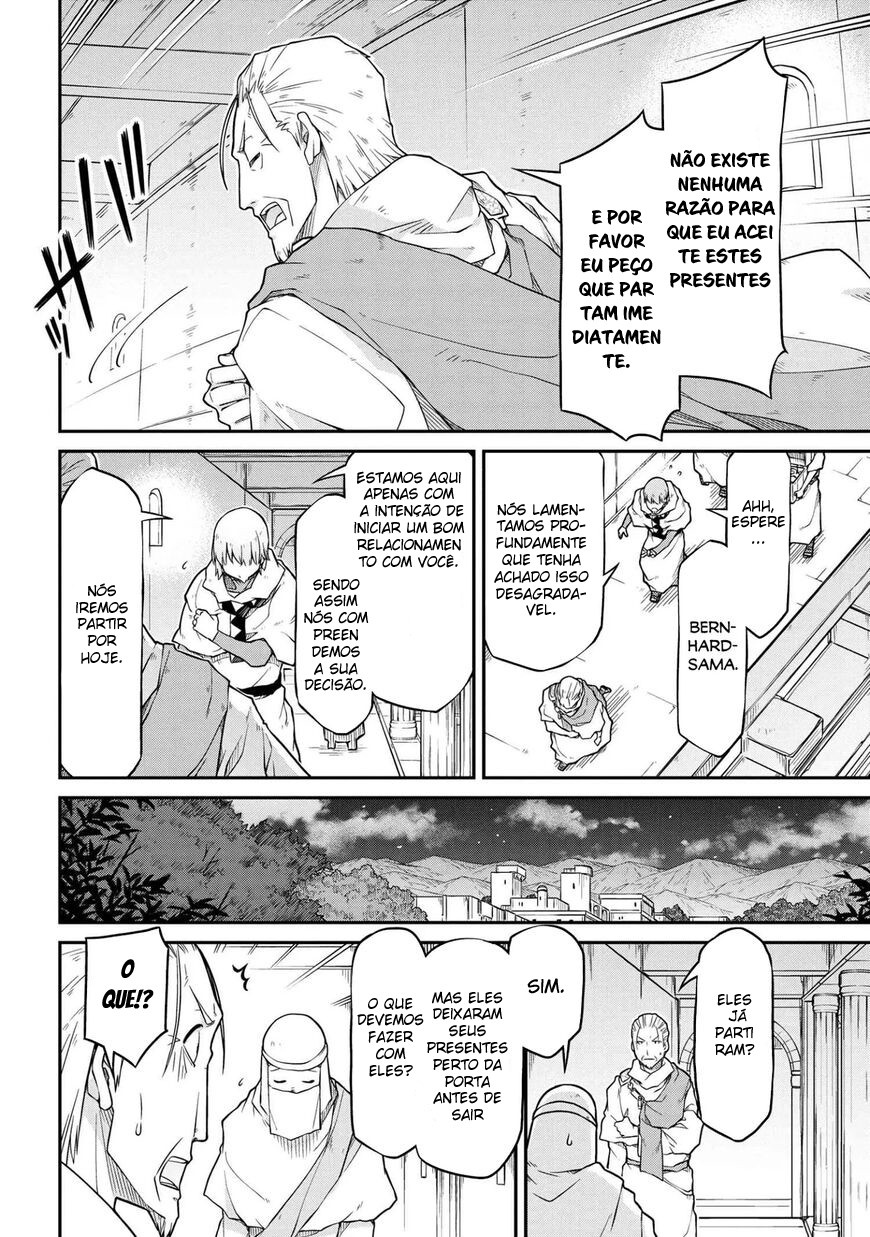 NÃO EXISTE
NENHUMA
RAZÃO PARA
QUE EU ACEI
TE ESTES
PRESENTES
E POR
FAVOR
EU PEÇO
QUE PAR
TAM IME
DIATAMEN
TE.
AHH,
ESPERE
...
BERN-
HARD-
SAMA.
NÓS LAMEN-
TAMOS PRO-
FUNDAMENTE
QUE TENHA
ACHADO ISSO
DESAGRADA-
VEL.
ESTAMOS AQUI
APENAS COM
A INTENÇÃO DE
INICIAR UM BOM
RELACIONAMEN
TO COM VOCÊ.
SENDO
ASSIM
NÓS COM
PREEN
DEMOS
A SUA
DECISÃO.
NÓS
IREMOS
PARTIR
POR
HOJE.
ELES
JÁ
PARTI
RAM?
SIM.
MAS ELES
DEIXARAM
SEUS
PRESENTES
PERTO DA
PORTA
ANTES DE
SAIR
O QUE
DEVEMOS
FAZER
COM
ELES?
O
QUE!?